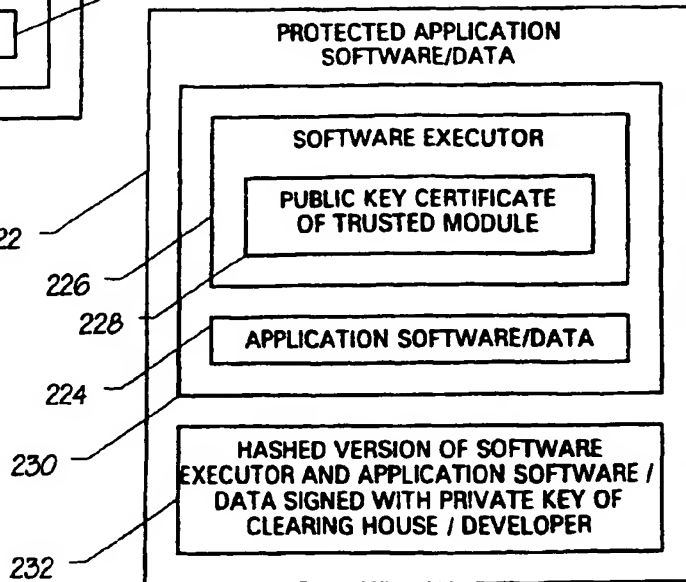 PROTECTED APPLICATION
SOFTWARE/DATA
SOFTWARE EXECUTOR
PUBLIC KEY CERTIFICATE
OF TRUSTED MODULE
22
226
228
APPLICATION SOFTWARE/DATA
224
230
HASHED VERSION OF SOFTWARE
EXECUTOR AND APPLICATION SOFTWARE /
DATA SIGNED WITH PRIVATE KEY OF
CLEARING HOUSE / DEVELOPER
232